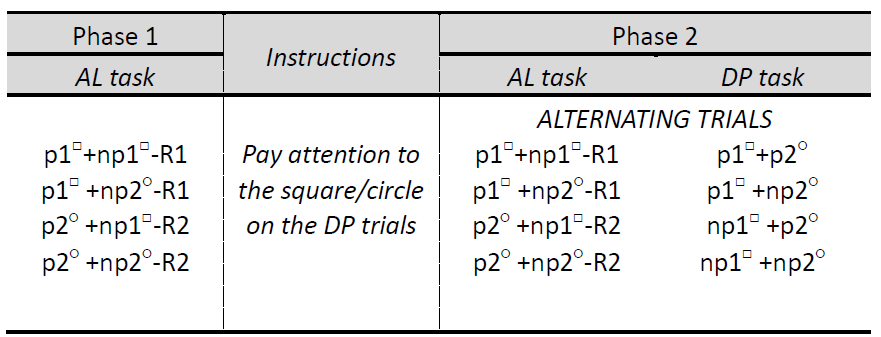 Phase 1 Instructions Phase 2
AL task AL task DP task
ALTERNATING TRIALS
p1□+np1□-R1 Pay attention to p1□+np1□-R1 p1□+p2○
p1□ +np2○-R1 the square/circle p1□ +np2○-R1 p1□ +np2○
p2○ +np1□-R2 on the DP trials p2○ +np1□-R2 np1□ +p2○
p2○ +np2○-R2 p2○ +np2○-R2 np1□ +np2○